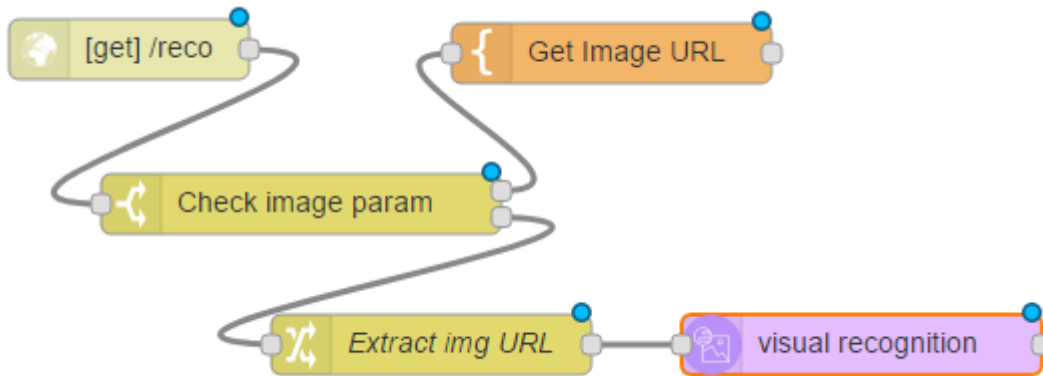 [get] /reco
Get Image URL
Check image param
Extract img URL
visual recognition